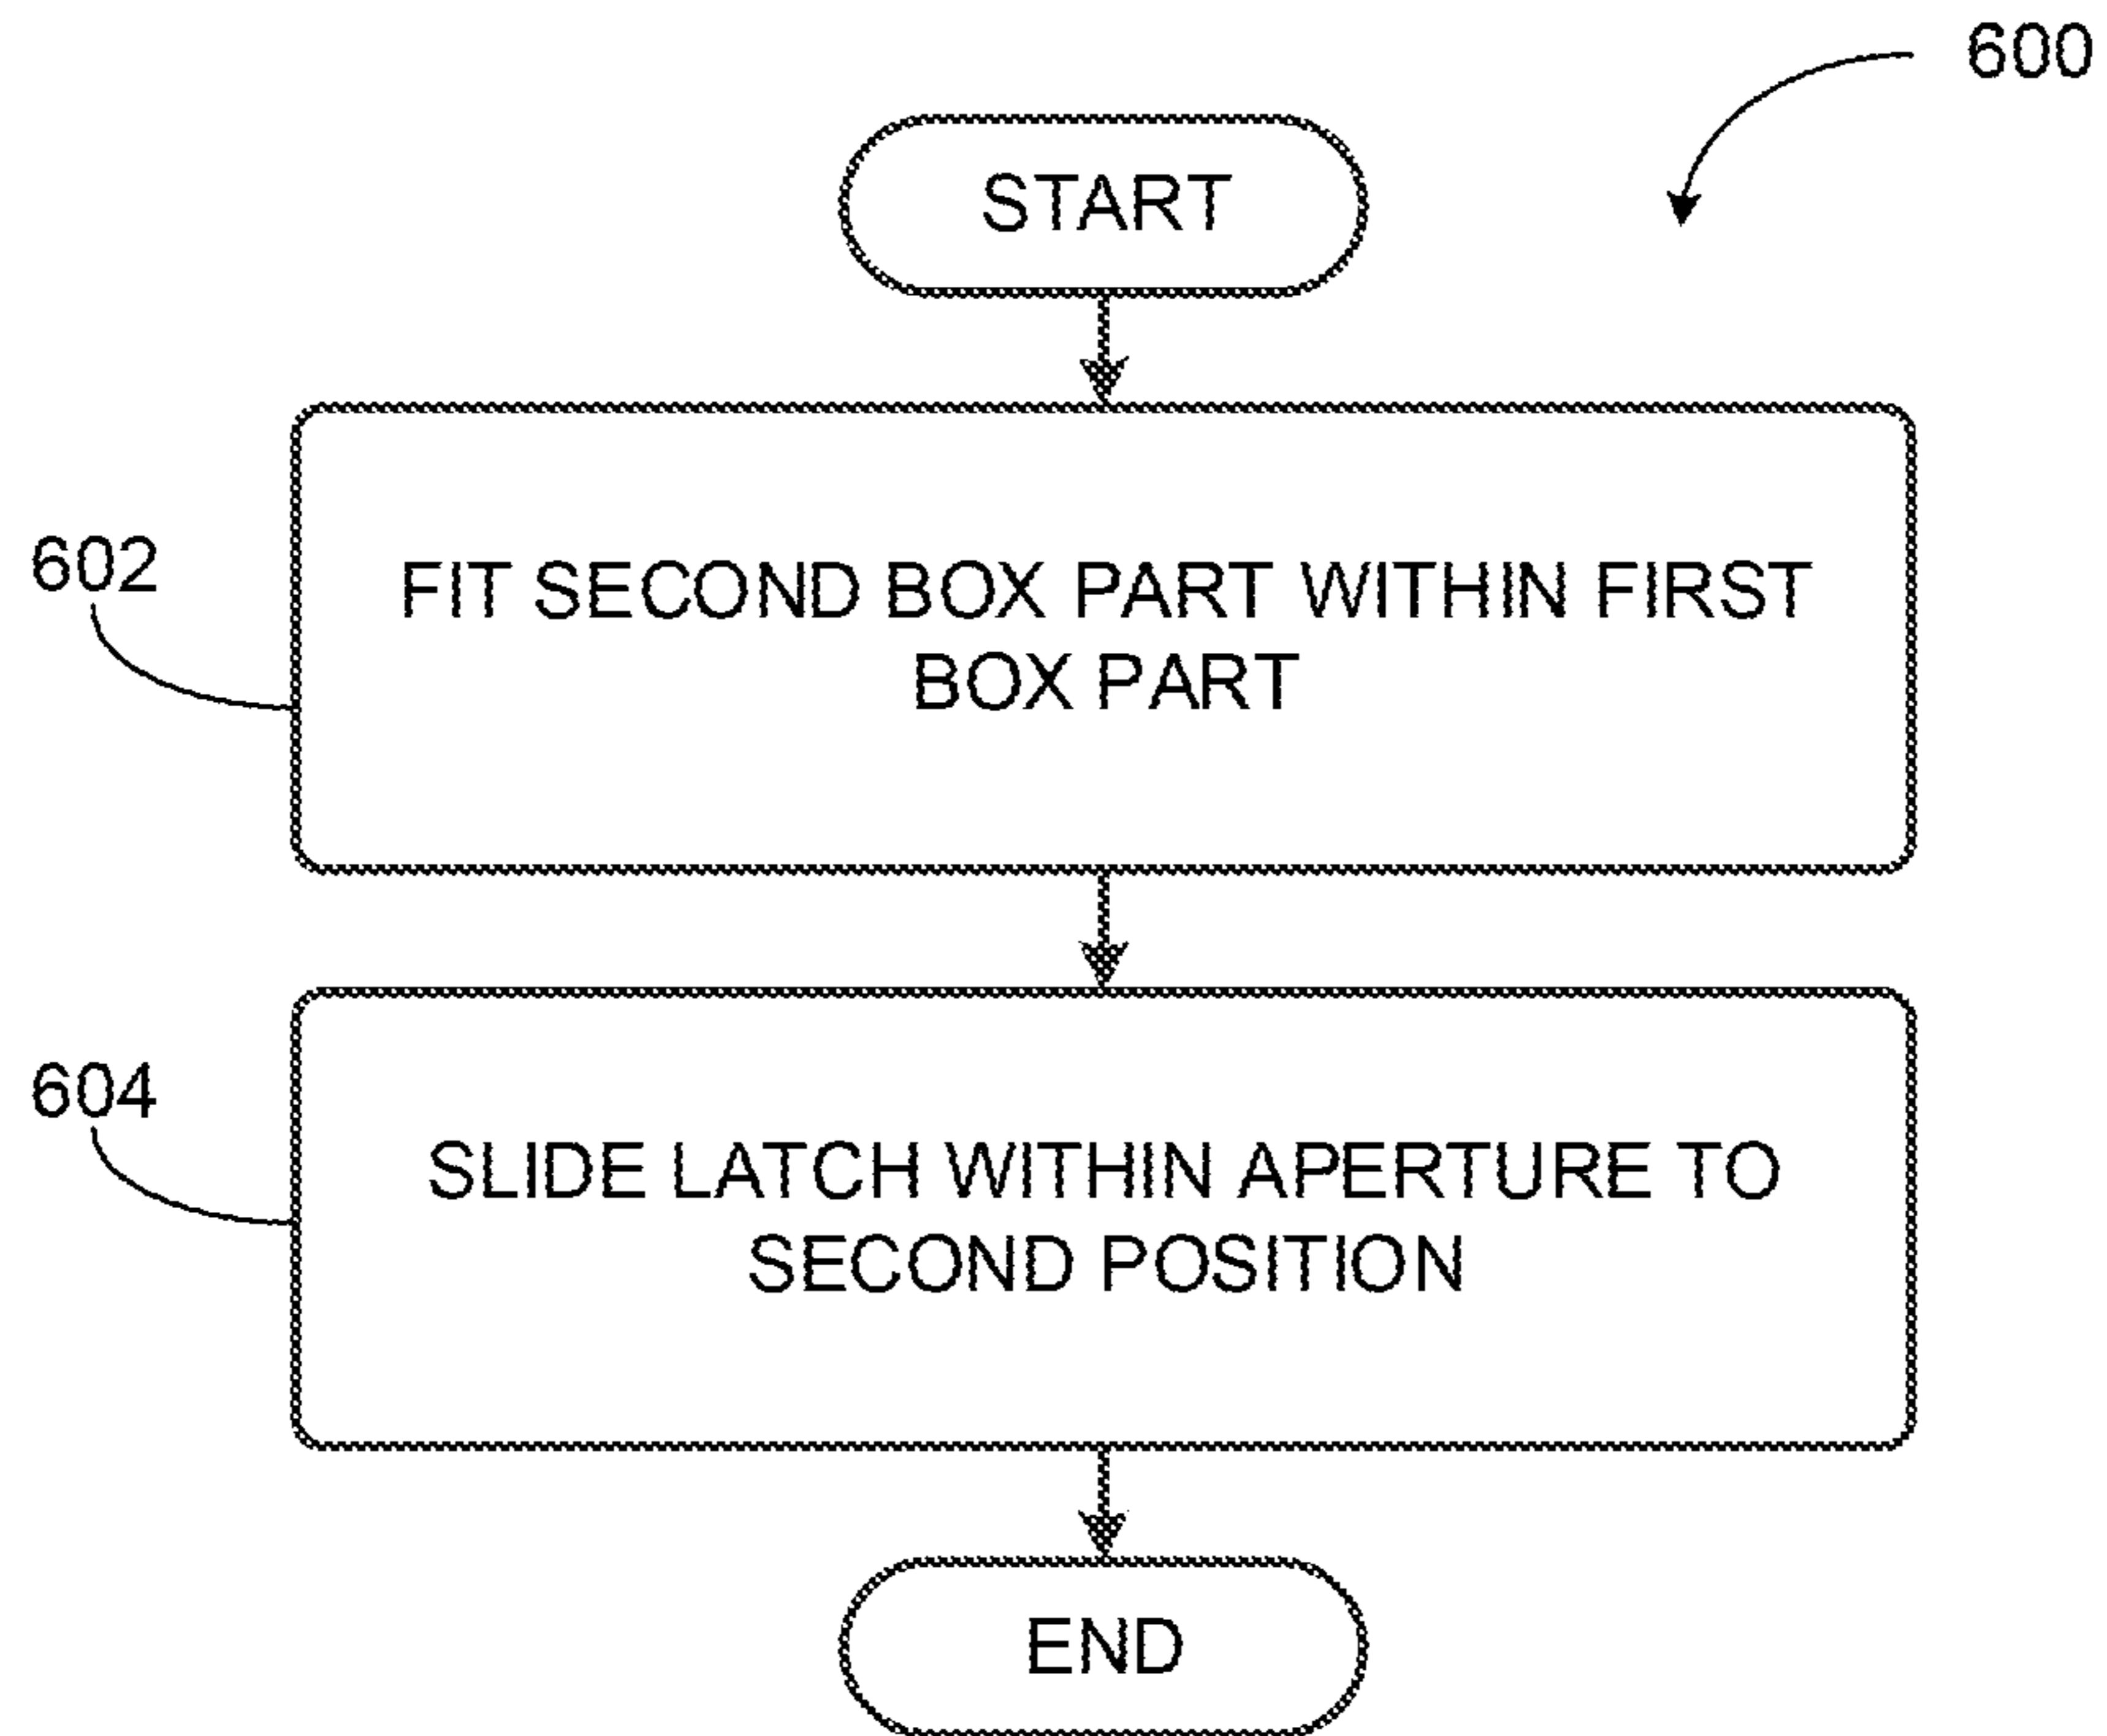 600
START
602
FIT SECOND BOX PART WITHIN FIRST
BOX PART
604
SLIDE LATCH WITHIN APERTURE TO
SECOND POSITION
END